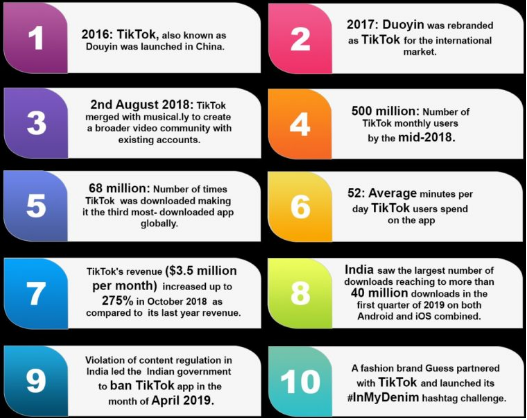 1
2016: TikTok, also known as
Douyin was launched in China.
2
2017: Duoyin was rebranded
as TikTok for the international
market.
3
2nd August 2018: TikTok
merged with musical.ly to create
a broader video community with
existing accounts.
4
500 million: Number of
TikTok monthly users
by the mid-2018.
5
68 million: Number of times
TikTok was downloaded making
it the third most- downloaded app
globally.
6
52: Average minutes per
day TikTok users spend
on the app
7
TikTok's revenue ($3.5 million
per month) increased up to
275% in October 2018 as
compared to its last year revenue.
8
India saw the largest number of
downloads reaching to more than
40 million downloads in the
first quarter of 2019 on both
Android and iOS combined.
9
Violation of content regulation in
India led the Indian government
to ban TikTok app in the
month of April 2019.
10
A fashion brand Guess partnered
with TikTok and launched its
#InMyDenim hashtag challenge.